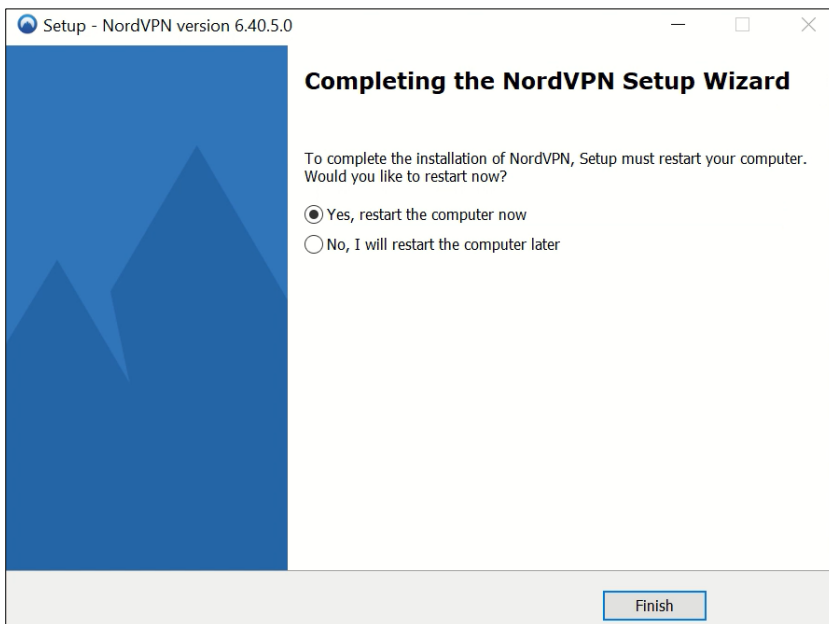 Setup - NordVPN version 6.40.5.0
Completing the NordVPN Setup Wizard
To complete the installation of NordVPN, Setup must restart your computer.
Would you like to restart now?
Yes, restart the computer now
No, I will restart the computer later
Finish